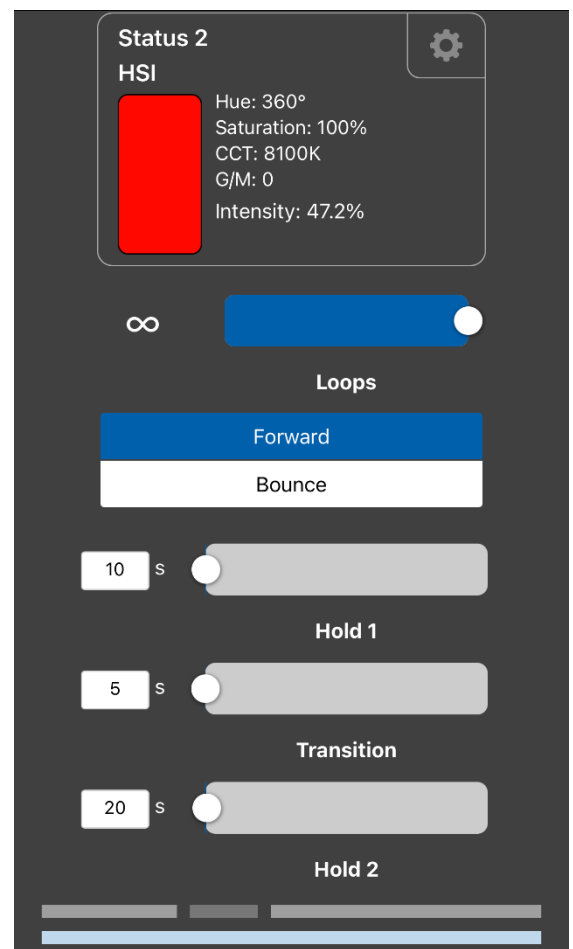 Status 2
HSI
Hue: 360°
Saturation: 100%
CCT: 8100K
G/M: 0
Intensity: 47.2%
∞
Loops
Forward
Bounce
10 s
Hold 1
5 s
Transition
20 s
Hold 2